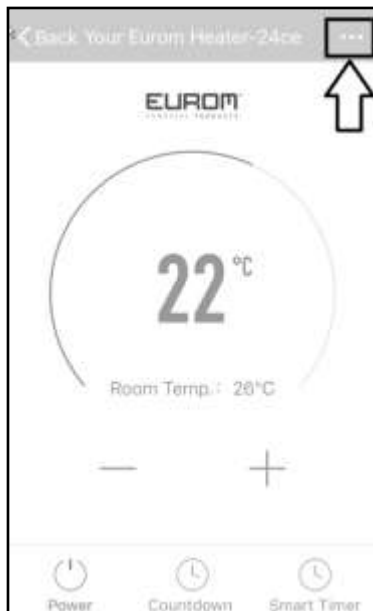 Back Your Eurom Heater-24ce ...
EUROM
22 °C
Room Temp.: 26°C
Power Countdown Smart Timer